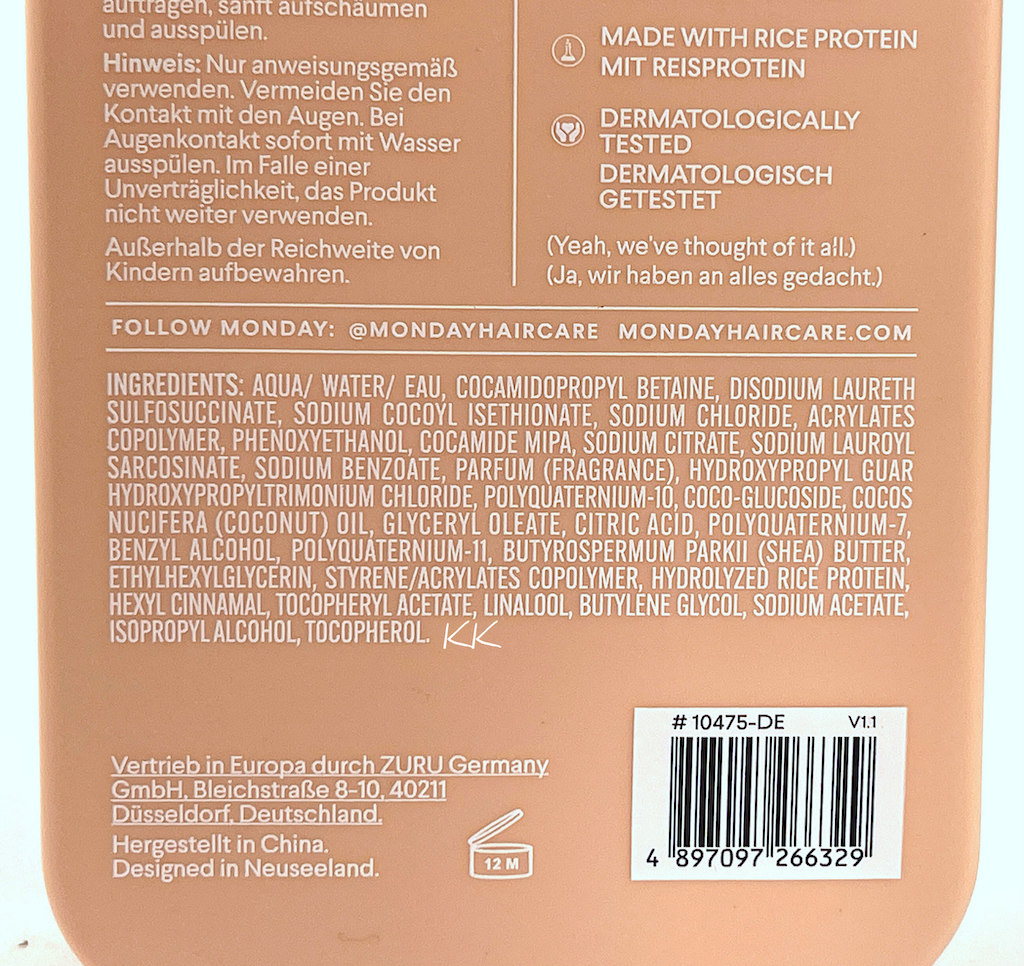 auftragen, sanft aufschäumen
und ausspülen.
Hinweis: Nur anweisungsgemäß
verwenden. Vermeiden Sie den
Kontakt mit den Augen. Bei
Augenkontakt sofort mit Wasser
ausspülen. Im Falle einer
Unverträglichkeit, das Produkt
nicht weiter verwenden.
Außerhalb der Reichweite von
Kindern aufbewahren.
MADE WITH RICE PROTEIN
MIT REISPROTEIN
DERMATOLOGICALLY
TESTED
DERMATOLOGISCH
GETESTET
(Yeah, we've thought of it all.)
(Ja, wir haben an alles gedacht.)
FOLLOW MONDAY: @MONDAYHAIRCARE MONDAYHAIRCARE.COM
INGREDIENTS: AQUA/ WATER/ EAU, COCAMIDOPROPYL BETAINE, DISODIUM LAURETH
SULFOSUCCINATE, SODIUM COCOYL ISETHIONATE, SODIUM CHLORIDE, ACRYLATES
COPOLYMER, PHENOXYETHANOL, COCAMIDE MIPA, SODIUM CITRATE, SODIUM LAUROYL
SARCOSINATE, SODIUM BENZOATE, PARFUM (FRAGRANCE), HYDROXYPROPYL GUAR
HYDROXYPROPYLTRIMONIUM CHLORIDE, POLYQUATERNIUM-10, COCO-GLUCOSIDE, COCOS
NUCIFERA (COCONUT) OIL, GLYCERYL OLEATE, CITRIC ACID, POLYQUATERNIUM-7,
BENZYL ALCOHOL, POLYQUATERNIUM-11, BUTYROSPERMUM PARKII (SHEA) BUTTER,
ETHYLHEXYLGLYCERIN, STYRENE/ACRYLATES COPOLYMER, HYDROLYZED RICE PROTEIN,
HEXYL CINNAMAL, TOCOPHERYL ACETATE, LINALOOL, BUTYLENE GLYCOL, SODIUM ACETATE,
ISOPROPYL ALCOHOL, TOCOPHEROL. KK
Vertrieb in Europa durch ZURU Germany
GmbH, Bleichstraße 8-10, 40211
Düsseldorf, Deutschland.
Hergestellt in China.
Designed in Neuseeland.
12 M
# 10475-DE V1.1
4 897097 266329